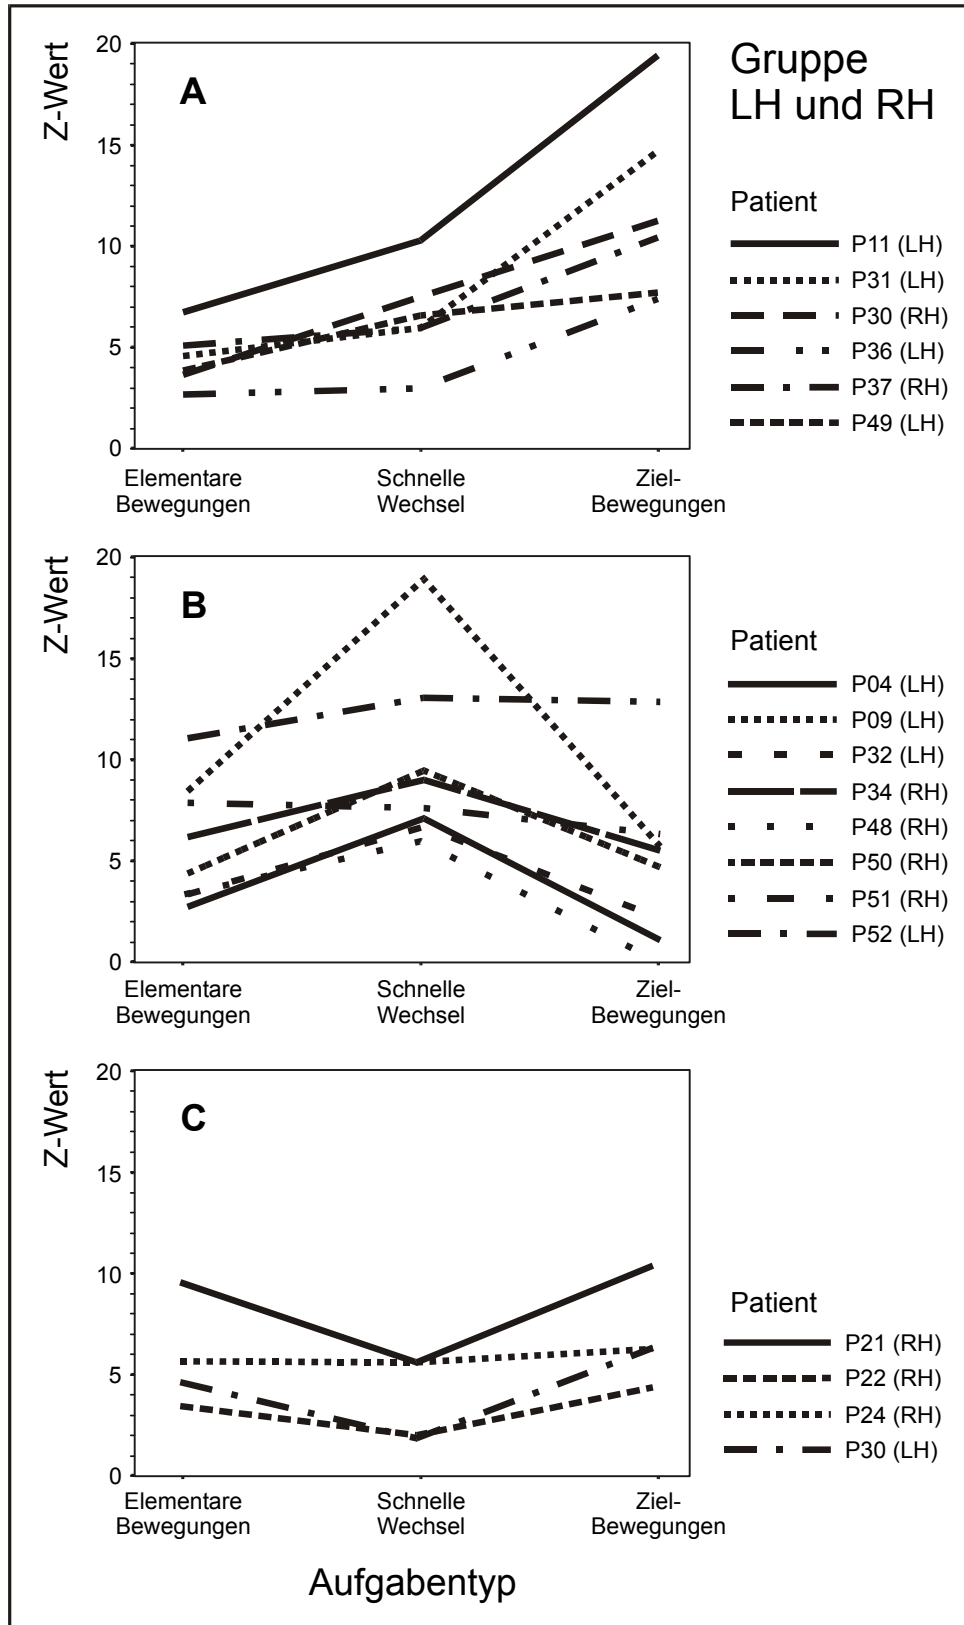 Gruppe
LH und RH
Z-Wert
A
20
15
10
5
0
Elementare
Bewegungen
Schnelle
Wechsel
Ziel-
Bewegungen
Patient
P11 (LH)
P31 (LH)
P30 (RH)
P36 (LH)
P37 (RH)
P49 (LH)
Z-Wert
B
20
15
10
5
0
Elementare
Bewegungen
Schnelle
Wechsel
Ziel-
Bewegungen
Patient
P04 (LH)
P09 (LH)
P32 (LH)
P34 (RH)
P48 (RH)
P50 (RH)
P51 (RH)
P52 (LH)
Z-Wert
C
20
15
10
5
0
Elementare
Bewegungen
Schnelle
Wechsel
Ziel-
Bewegungen
Patient
P21 (RH)
P22 (RH)
P24 (RH)
P30 (LH)
Aufgabentyp